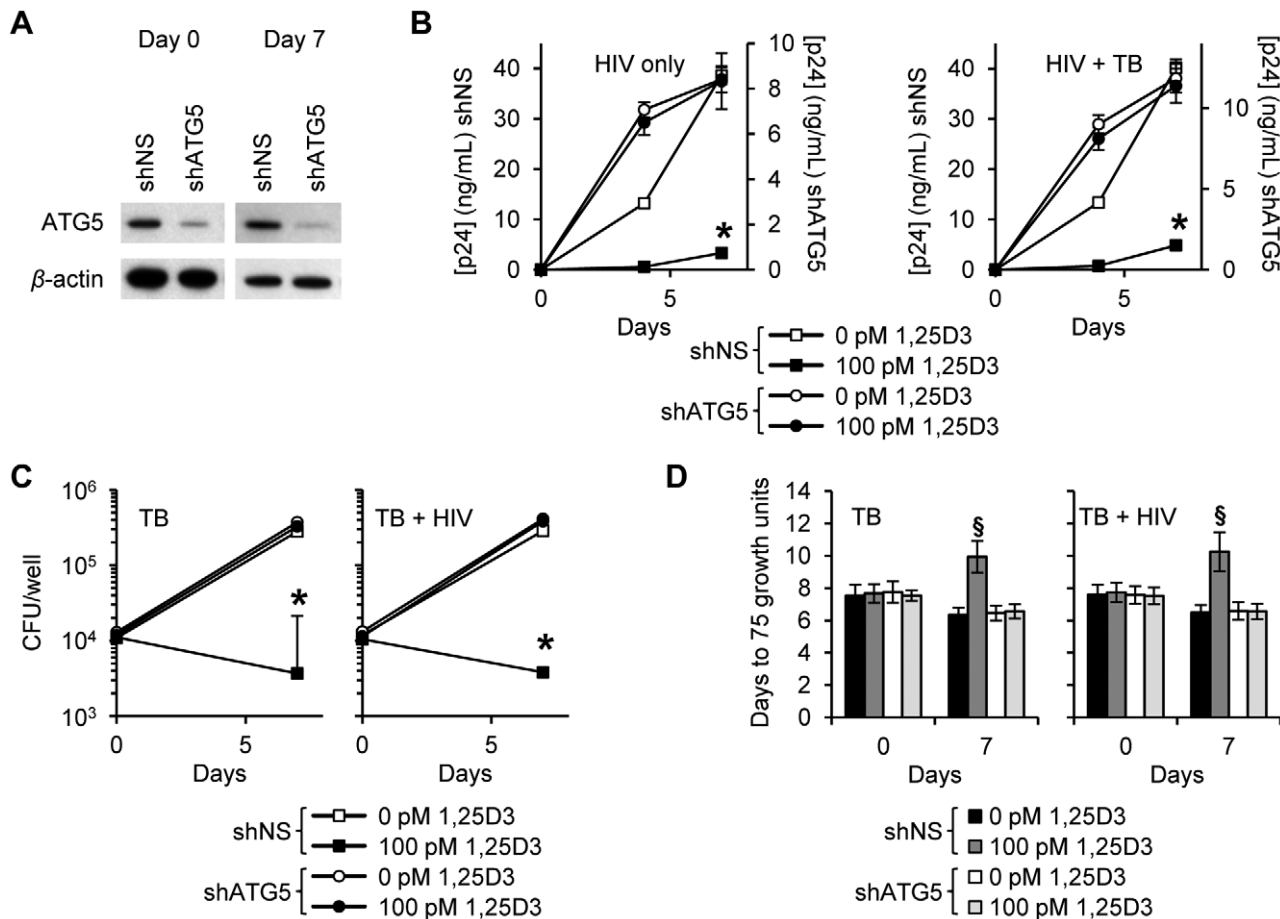 A
Day 0
Day 7
shNS
shATG5
shNS
shATG5
ATG5
β-actin
B
[p24] (ng/mL) shNS
40
30
20
10
0
HIV only
10
8
6
4
2
0
[p24] (ng/mL) shATG5
*
0
5
Days
[p24] (ng/mL) shNS
40
30
20
10
0
HIV + TB
10
5
0
[p24] (ng/mL) shATG5
*
0
5
Days
shNS
0 pM 1,25D3
100 pM 1,25D3
shATG5
0 pM 1,25D3
100 pM 1,25D3
C
CFU/well
10⁶
10⁵
10⁴
10³
TB
*
0
5
Days
TB + HIV
*
0
5
Days
shNS
0 pM 1,25D3
100 pM 1,25D3
shATG5
0 pM 1,25D3
100 pM 1,25D3
D
Days to 75 growth units
14
12
10
8
6
4
2
0
TB
§
0
7
Days
TB + HIV
§
0
7
Days
shNS
0 pM 1,25D3
100 pM 1,25D3
shATG5
0 pM 1,25D3
100 pM 1,25D3